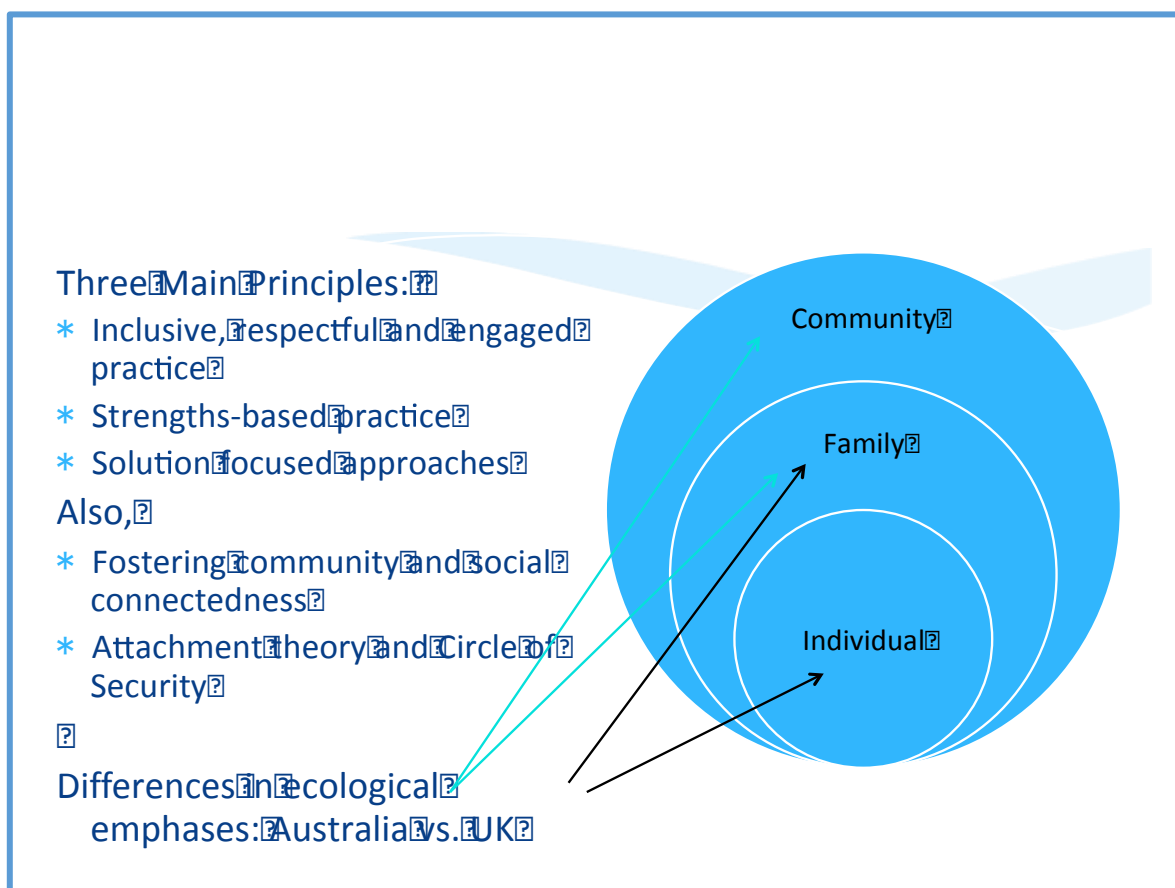 Three Main Principles:
* Inclusive, respectful and engaged
practice
* Strengths-based practice
* Solution focused approaches
Also,
* Fostering community and social
connectedness
* Attachment theory and Circle of
Security
Differences in ecological
emphases: Australia vs. UK
Community
Family
Individual